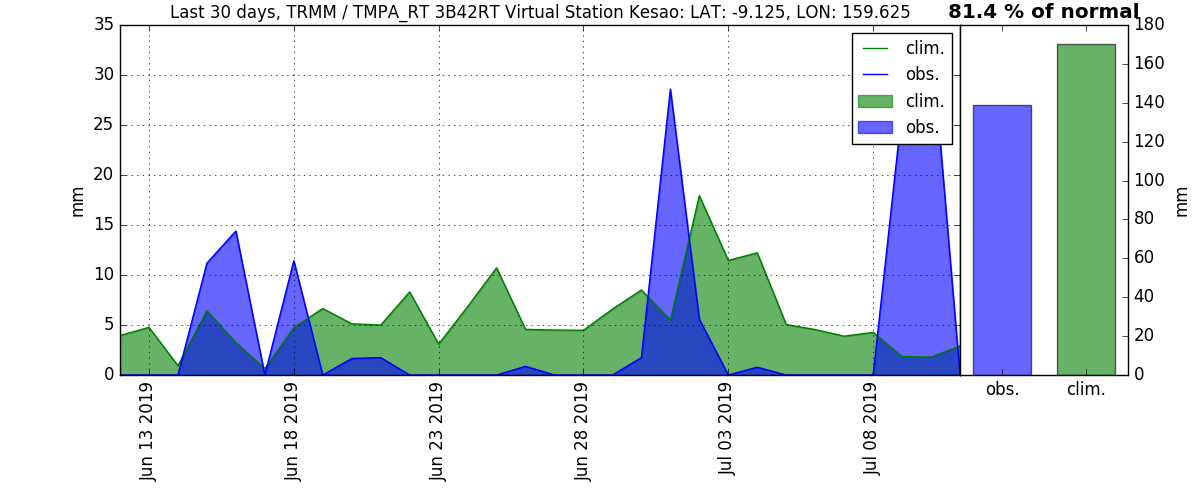 Last 30 days, TRMM / TMPA_RT 3B42RT Virtual Station Kesao: LAT: -9.125, LON: 159.625
81.4 % of normal
35
30
25
20
15
10
5
0
mm
clim.
obs.
clim.
obs.
Jun 13 2019
Jun 18 2019
Jun 23 2019
Jun 28 2019
Jul 03 2019
Jul 08 2019
180
160
140
120
100
80
60
40
20
0
mm
obs.
clim.